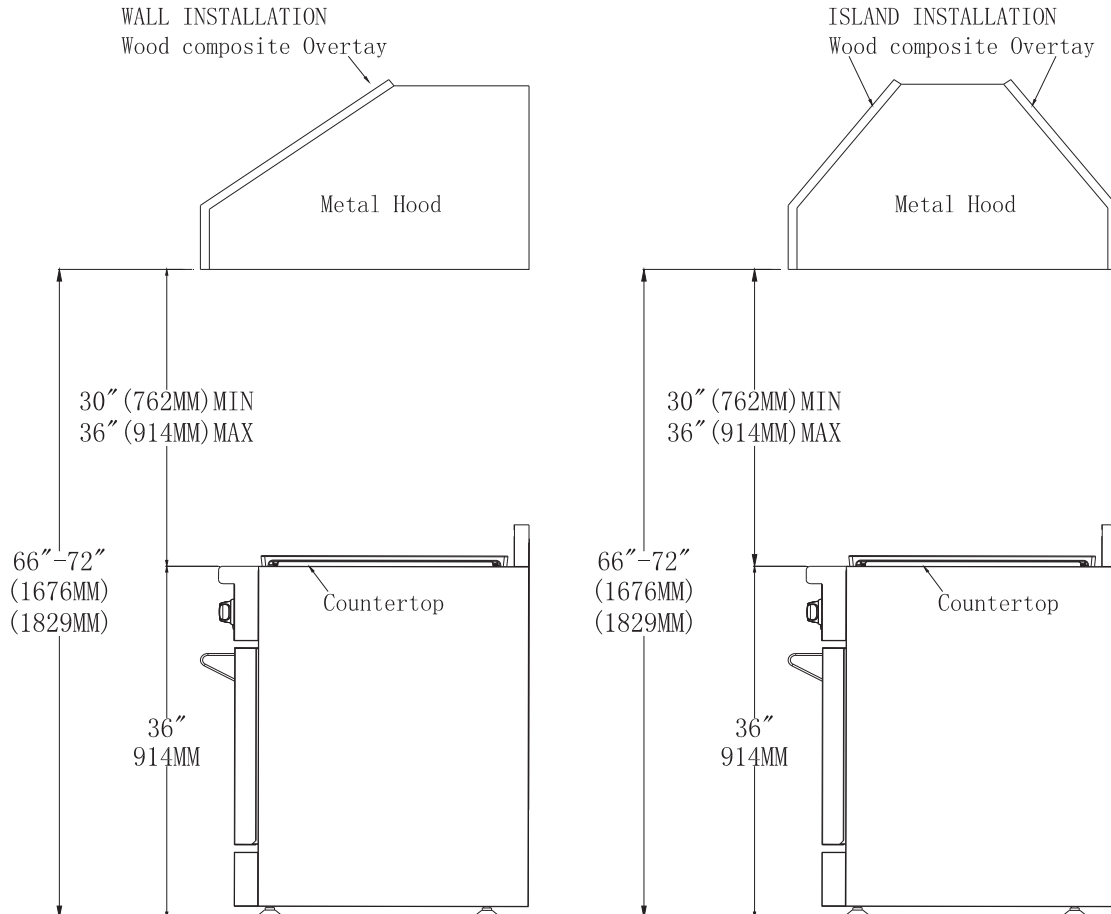 WALL INSTALLATION
Wood composite Overtay
Metal Hood
30″(762MM)MIN
36″(914MM)MAX
66″-72″
(1676MM)
(1829MM)
Countertop
36″
914MM
ISLAND INSTALLATION
Wood composite Overtay
Metal Hood
30″(762MM)MIN
36″(914MM)MAX
66″-72″
(1676MM)
(1829MM)
Countertop
36″
914MM